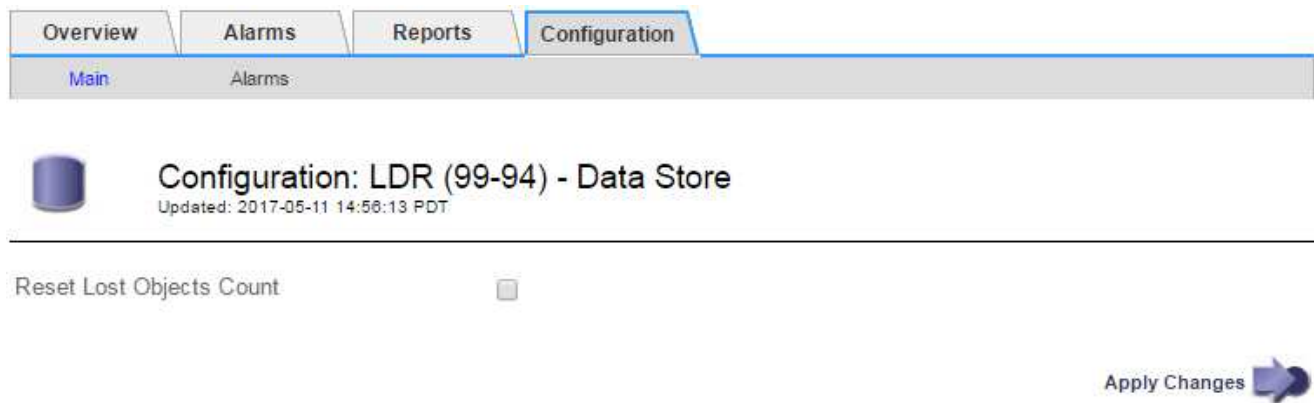 Overview Alarms Reports Configuration
Main Alarms
Configuration: LDR (99-94) - Data Store
Updated: 2017-05-11 14:56:13 PDT
Reset Lost Objects Count
Apply Changes